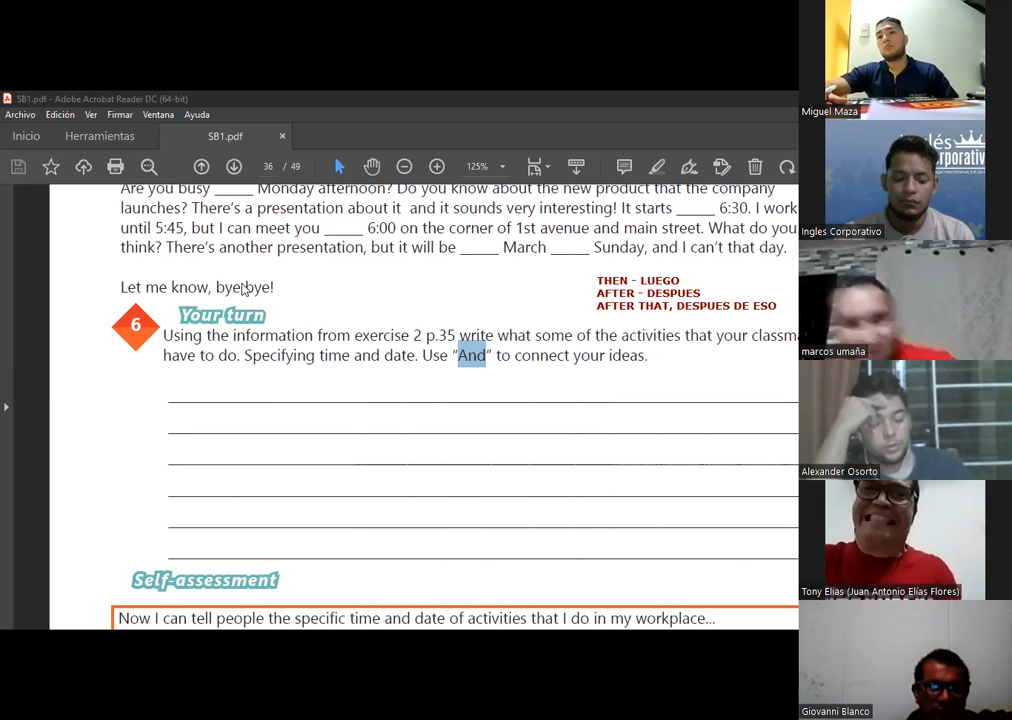 SB1.pdf - Adobe Acrobat Reader DC (64-bit)
Archivo Edición Ver Firmar Ventana Ayuda
Inicio Herramientas SB1.pdf ×
36 / 49 125%
Are you busy _____ Monday afternoon? Do you know about the new product that the company
launches? There's a presentation about it and it sounds very interesting! It starts _____ 6:30. I work
until 5:45, but I can meet you _____ 6:00 on the corner of 1st avenue and main street. What do you
think? There's another presentation, but it will be _____ March _____ Sunday, and I can't that day.
Let me know, bye bye!
THEN - LUEGO
AFTER - DESPUES
AFTER THAT, DESPUES DE ESO
6
Your turn
Using the information from exercise 2 p.35 write what some of the activities that your classma
have to do. Specifying time and date. Use “And” to connect your ideas.
Self-assessment
Now I can tell people the specific time and date of activities that I do in my workplace...
Miguel Maza
glés
orporativ
Ingles Corporativo
marcos umaña
Alexander Osorto
Tony Elias (Juan Antonio Elías Flores)
Giovanni Blanco